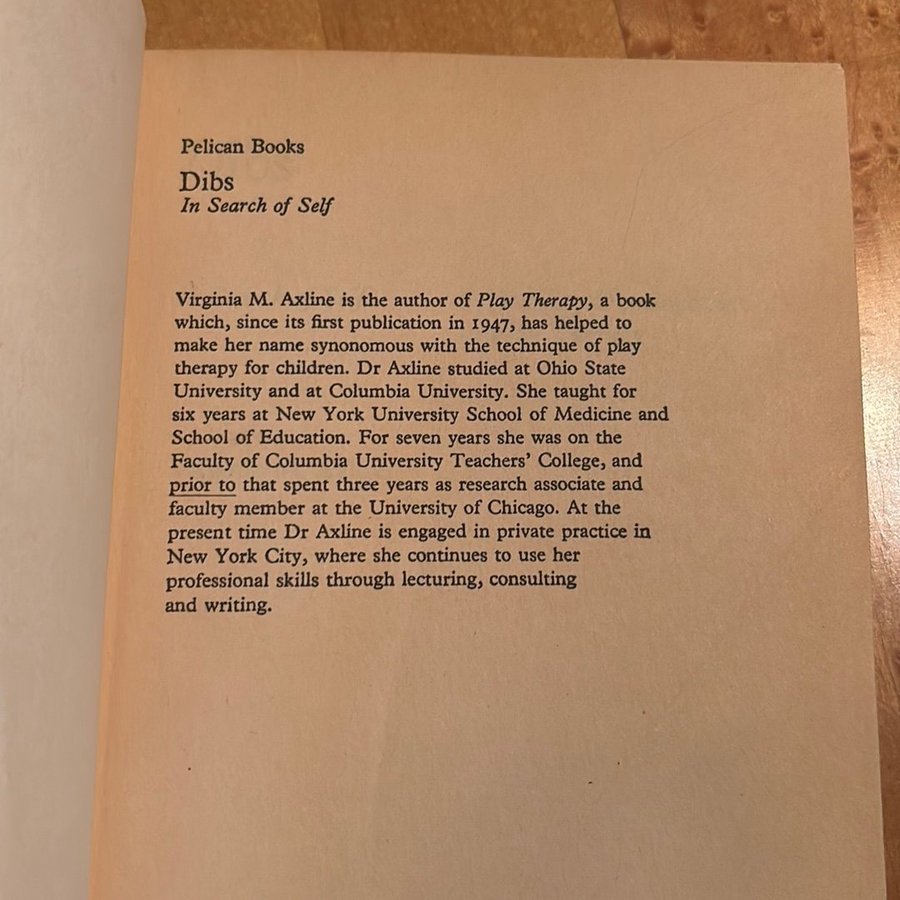 Pelican Books
Dibs
In Search of Self
Virginia M. Axline is the author of Play Therapy, a book
which, since its first publication in 1947, has helped to
make her name synonomous with the technique of play
therapy for children. Dr Axline studied at Ohio State
University and at Columbia University. She taught for
six years at New York University School of Medicine and
School of Education. For seven years she was on the
Faculty of Columbia University Teachers' College, and
prior to that spent three years as research associate and
faculty member at the University of Chicago. At the
present time Dr Axline is engaged in private practice in
New York City, where she continues to use her
professional skills through lecturing, consulting
and writing.